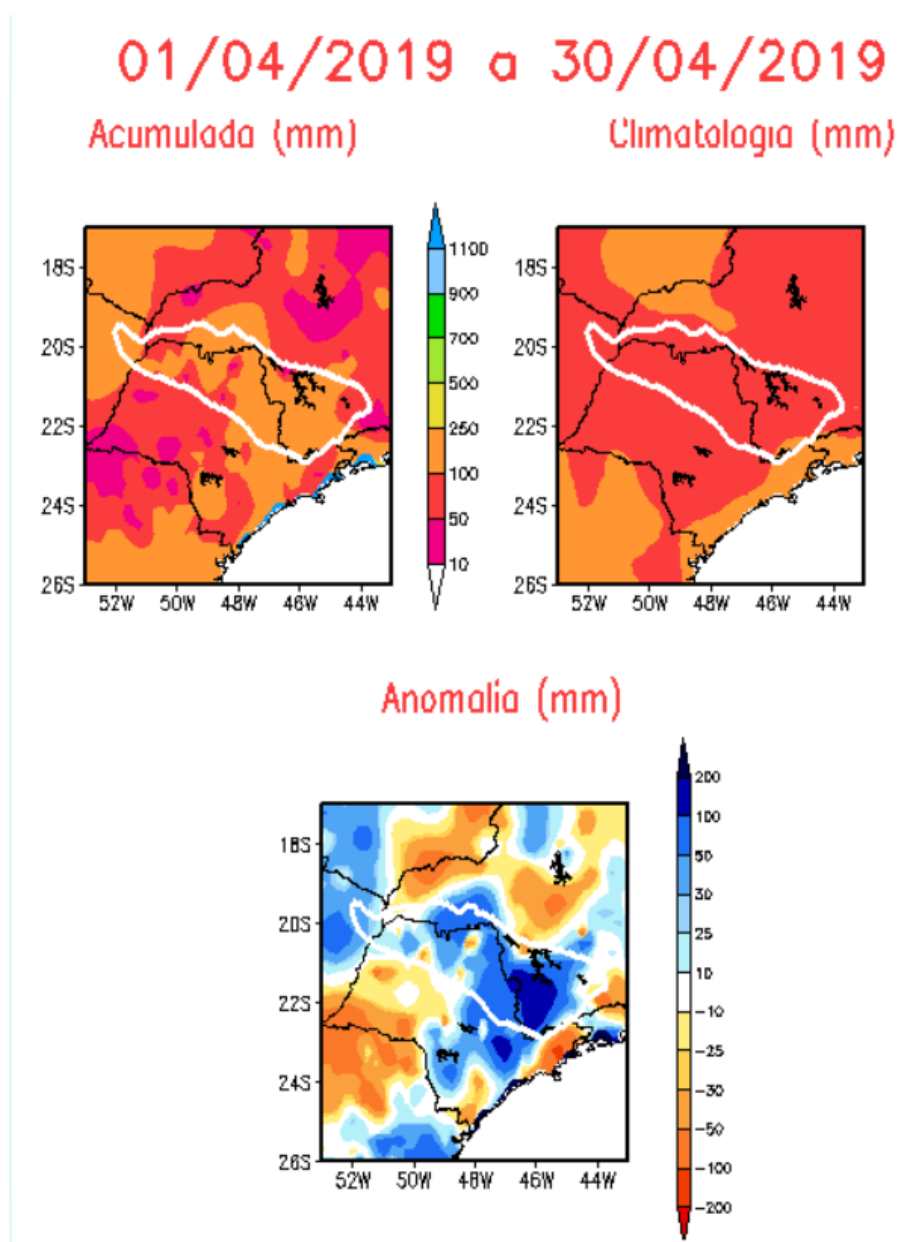 01/04/2019 a 30/04/2019
Acumulada (mm)
Climatologia (mm)
18S
20S
22S
24S
26S
52W 50W 48W 46W 44W
1100
900
700
500
250
100
50
10
18S
20S
22S
24S
26S
52W 50W 48W 46W 44W
Anomalia (mm)
18S
20S
22S
24S
26S
52W 50W 48W 46W 44W
200
100
50
30
25
10
-10
-25
-30
-50
-100
-200